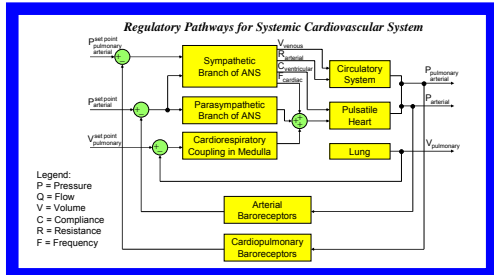 Regulatory Pathways for Systemic Cardiovascular System
P set point
pulmonary
arterial
Sympathetic
Branch of ANS
V venous
R arterial
C ventricular
F cardiac
Circulatory
System
P pulmonary
arterial
P set point
arterial
Parasympathetic
Branch of ANS
Pulsatile
Heart
P arterial
V set point
pulmonary
Cardiorespiratory
Coupling in Medulla
Lung
V pulmonary
Legend:
P = Pressure
Q = Flow
V = Volume
C = Compliance
R = Resistance
F = Frequency
Arterial
Baroreceptors
Cardiopulmonary
Baroreceptors